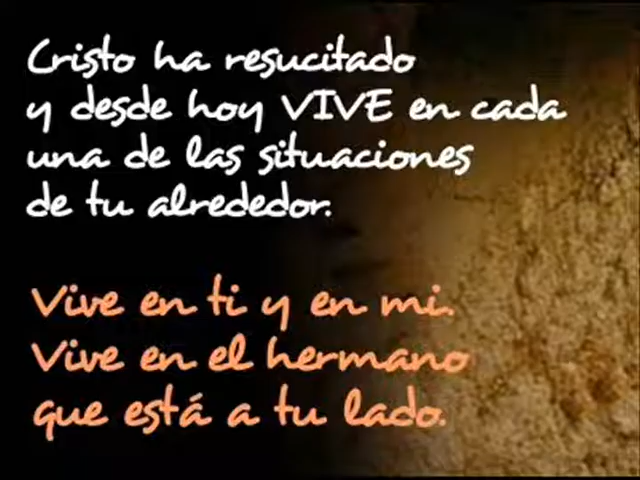 Cristo ha resucitado
y desde hoy VIVE en cada
una de las situaciones
de tu alrededor.
Vive en ti y en mi.
Vive en el hermano
que está a tu lado.